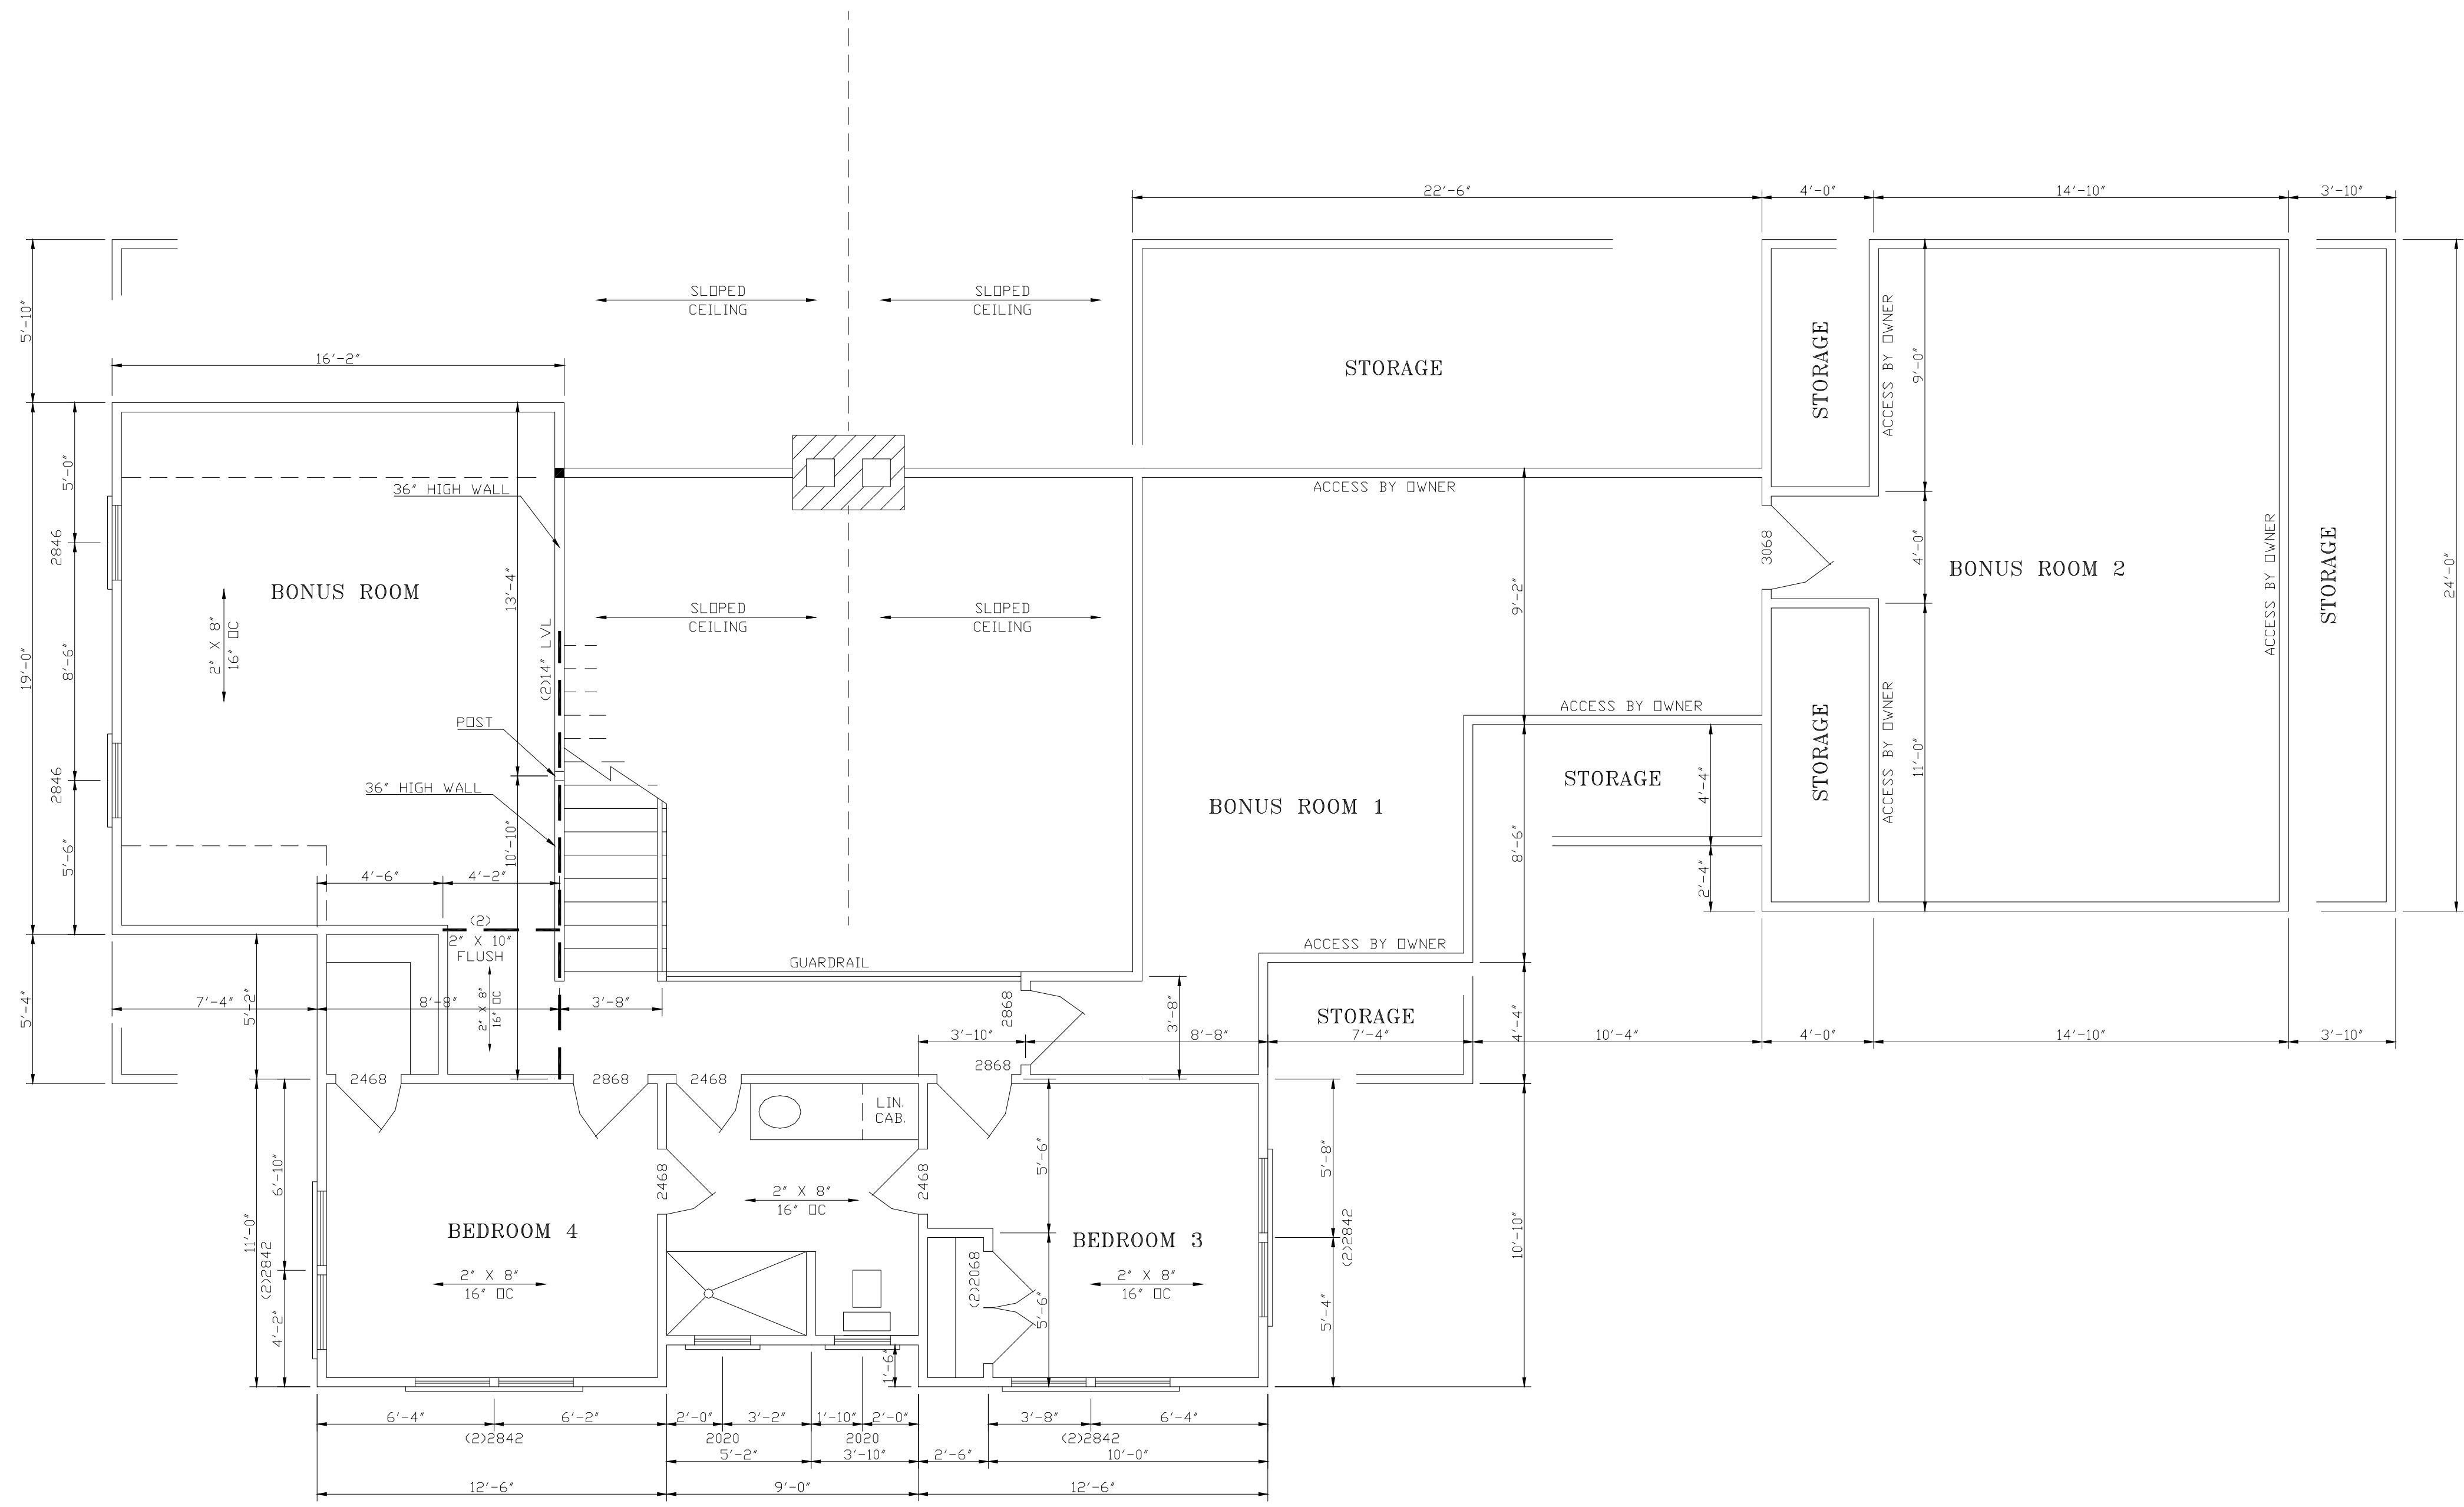 22'-6"
4'-0"
14'-10"
3'-10"
5'-10"
SLOPED
CEILING
SLOPED
CEILING
STORAGE
STORAGE
ACCESS BY OWNER
9'-0"
16'-2"
5'-0"
36" HIGH WALL
ACCESS BY OWNER
2846
13'-4"
3068
4'-0"
BONUS ROOM 2
ACCESS BY OWNER
STORAGE
24'-0"
BONUS ROOM
9'-2"
2" X 8"
16" OC
SLOPED
CEILING
SLOPED
CEILING
19'-0"
8'-6"
(2)14" LVL
POST
ACCESS BY OWNER
STORAGE
ACCESS BY OWNER
11'-0"
2846
36" HIGH WALL
STORAGE
4'-4"
BONUS ROOM 1
5'-6"
10'-10"
8'-6"
4'-6"
4'-2"
2'-4"
(2)
2" X 10"
FLUSH
GUARDRAIL
ACCESS BY OWNER
5'-4"
7'-4"
5'-2"
8'-8"
2" X 8"
16" OC
3'-8"
2868
3'-8"
STORAGE
3'-10"
8'-8"
7'-4"
4'-4"
10'-4"
4'-0"
14'-10"
3'-10"
2468
2868
2468
2868
LIN.
CAB.
6'-10"
5'-6"
5'-8"
2468
2468
2" X 8"
16" OC
11'-0"
(2)2842
BEDROOM 4
BEDROOM 3
(2)2842
10'-10"
2" X 8"
16" OC
(2)2068
2" X 8"
16" OC
4'-2"
5'-6"
5'-4"
1'-6"
6'-4"
6'-2"
2'-0"
3'-2"
1'-10"
2'-0"
3'-8"
6'-4"
(2)2842
2020
2020
(2)2842
5'-2"
3'-10"
2'-6"
10'-0"
12'-6"
9'-0"
12'-6"